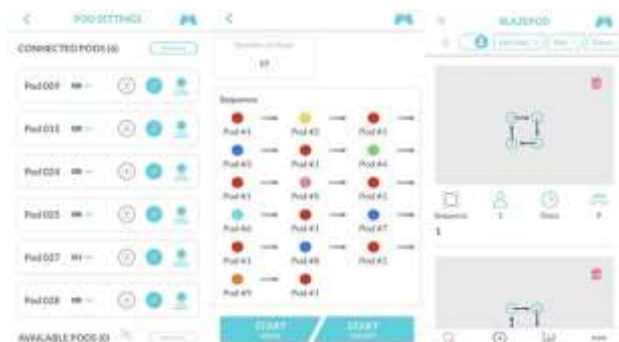 POD SETTINGS
CONNECTED PODS (6)
Pod 009
Pod 015
Pod 024
Pod 025
Pod 027
Pod 028
AVAILABLE PODS (0)
17
Sequence
Pod #1
Pod #2
Pod #1
Pod #3
Pod #1
Pod #4
Pod #1
Pod #5
Pod #1
Pod #6
Pod #1
Pod #7
Pod #1
Pod #8
Pod #1
Pod #9
Pod #1
START
START
BLAZEPOD
Sequence
1
9
1